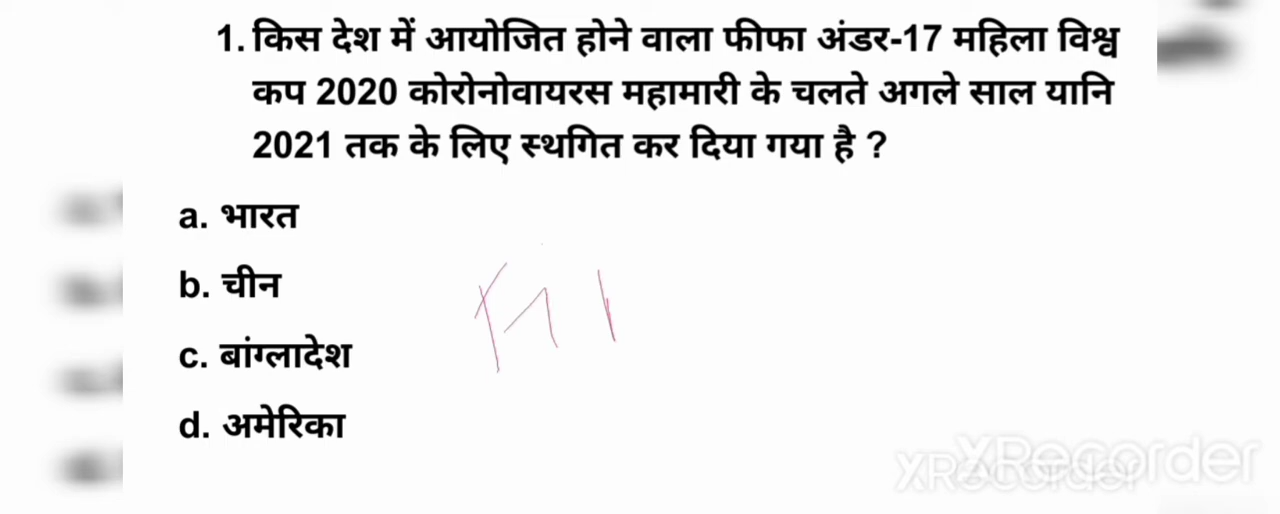 1. किस देश में आयोजित होने वाला फीफा अंडर-17 महिला विश्व
कप 2020 कोरोनोवायरस महामारी के चलते अगले साल यानि
2021 तक के लिए स्थगित कर दिया गया है ?
a. भारत
b. चीन
c. बांग्लादेश
d. अमेरिका
XRecorder
XRecorder